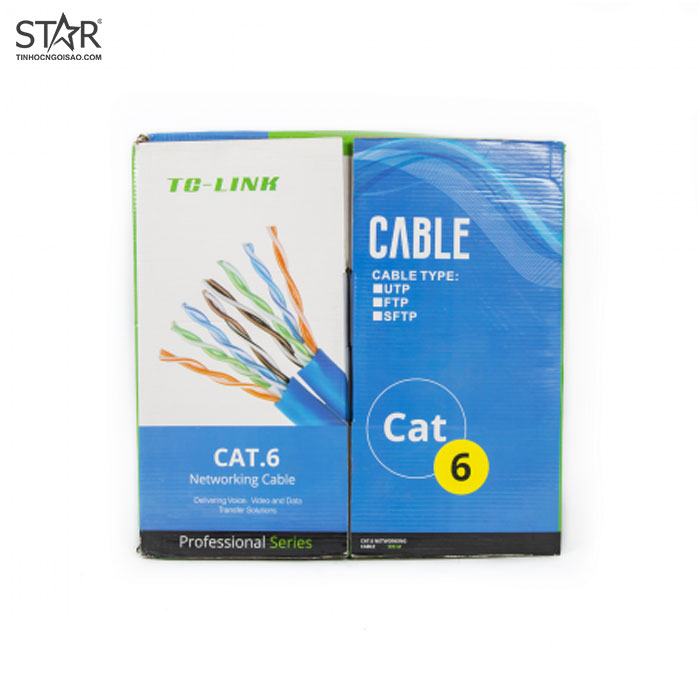 STAR®
TINHOCNGOISAO.COM
TC-LINK
CAT.6
Networking Cable
Delivering Voice, Video and Data
Transfer Solutions
Professional Series
CABLE
CABLE TYPE:
UTP
FTP
SFTP
Cat
6
CAT.6 NETWORKING
CABLE